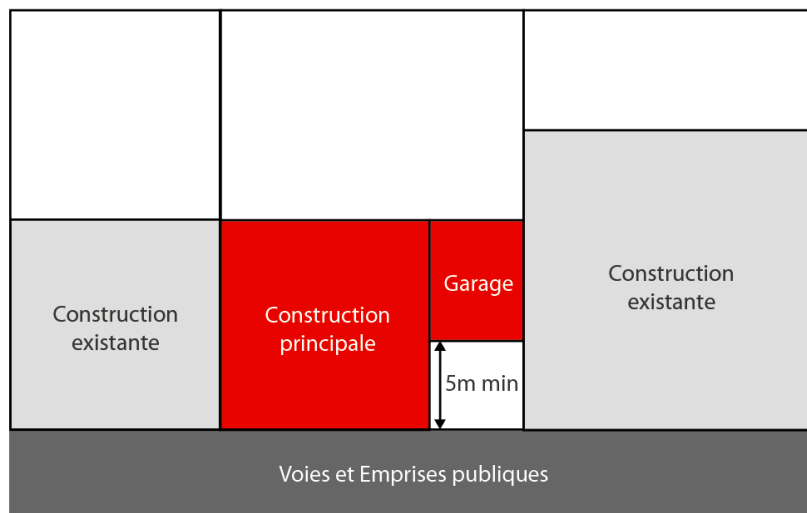 Garage
Construction
existante
Construction
principale
Construction
existante
5m min
Voies et Emprises publiques